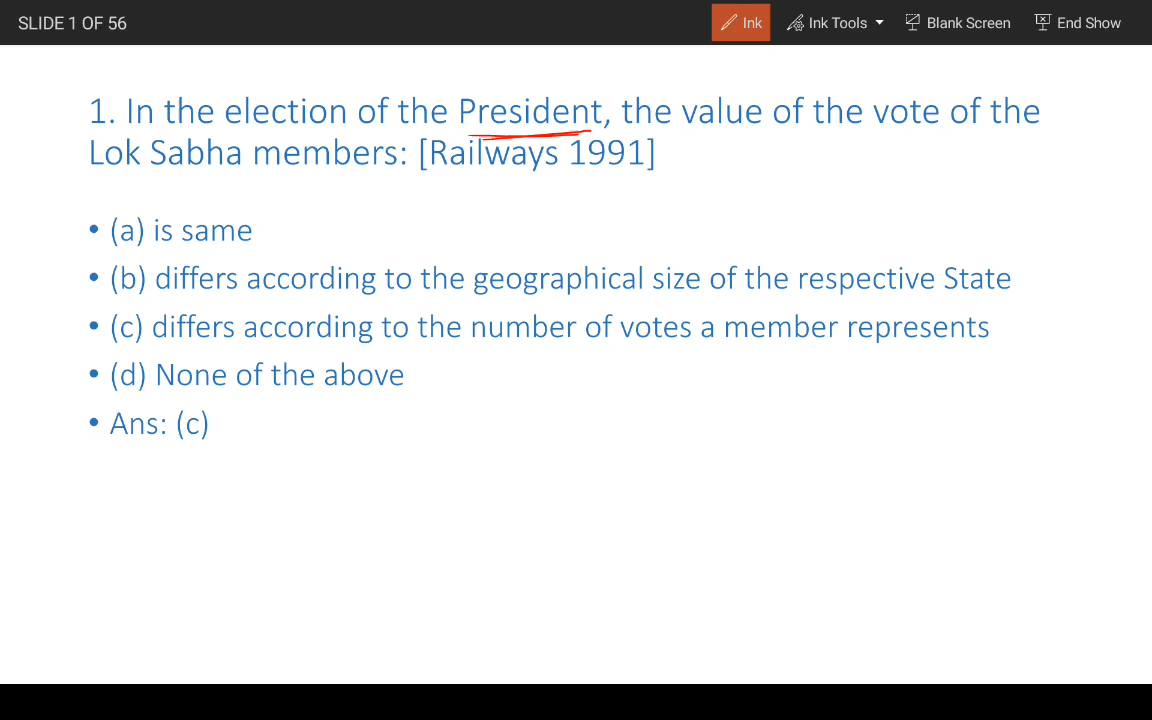 SLIDE 1 OF 56
Ink
Ink Tools
Blank Screen
End Show
1. In the election of the President, the value of the vote of the
Lok Sabha members: [Railways 1991]
• (a) is same
• (b) differs according to the geographical size of the respective State
• (c) differs according to the number of votes a member represents
• (d) None of the above
• Ans: (c)